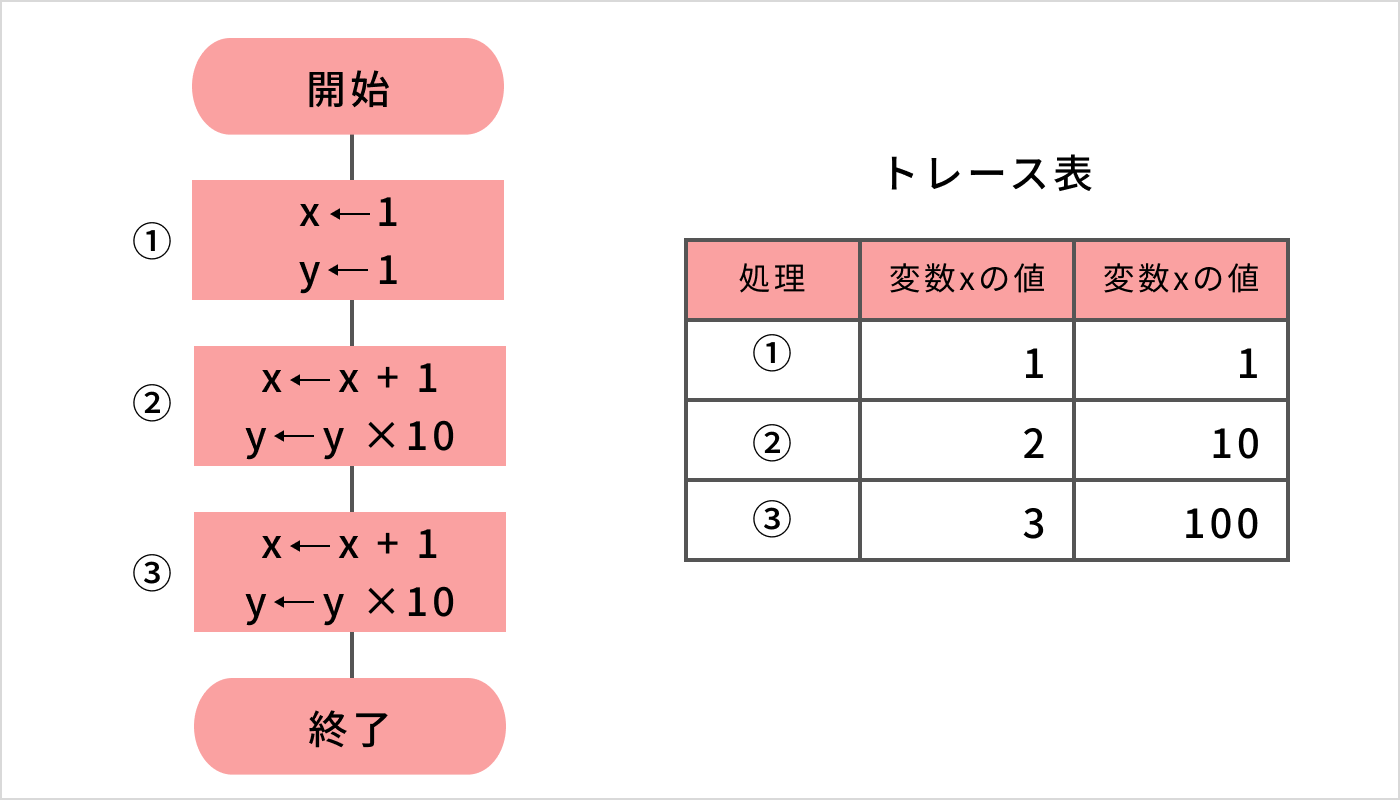 開始
①
x←1
y←1
②
x←x + 1
y←y ×10
③
x←x + 1
y←y ×10
終了
トレース表
処理 変数xの値 変数xの値
① 1 1
② 2 10
③ 3 100